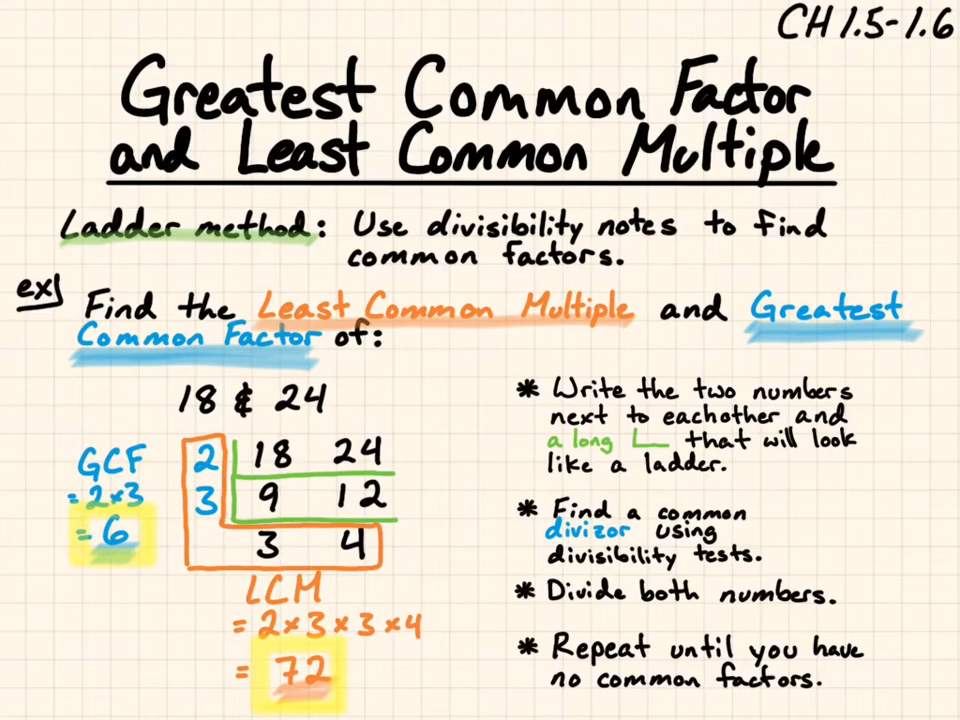 CH 1.5-1.6
Greatest Common Factor
and Least Common Multiple
Ladder method: Use divisibility notes to find
common factors.
ex)
Find the Least Common Multiple and Greatest
Common Factor of:
18 & 24
GCF
= 2×3
= 6
2 18 24
3 9 12
3 4
LCM
= 2×3×3×4
= 72
* Write the two numbers
next to eachother and
a long L that will look
like a ladder.
* Find a common
divizor using
divisibility tests.
* Divide both numbers.
* Repeat until you have
no common factors.